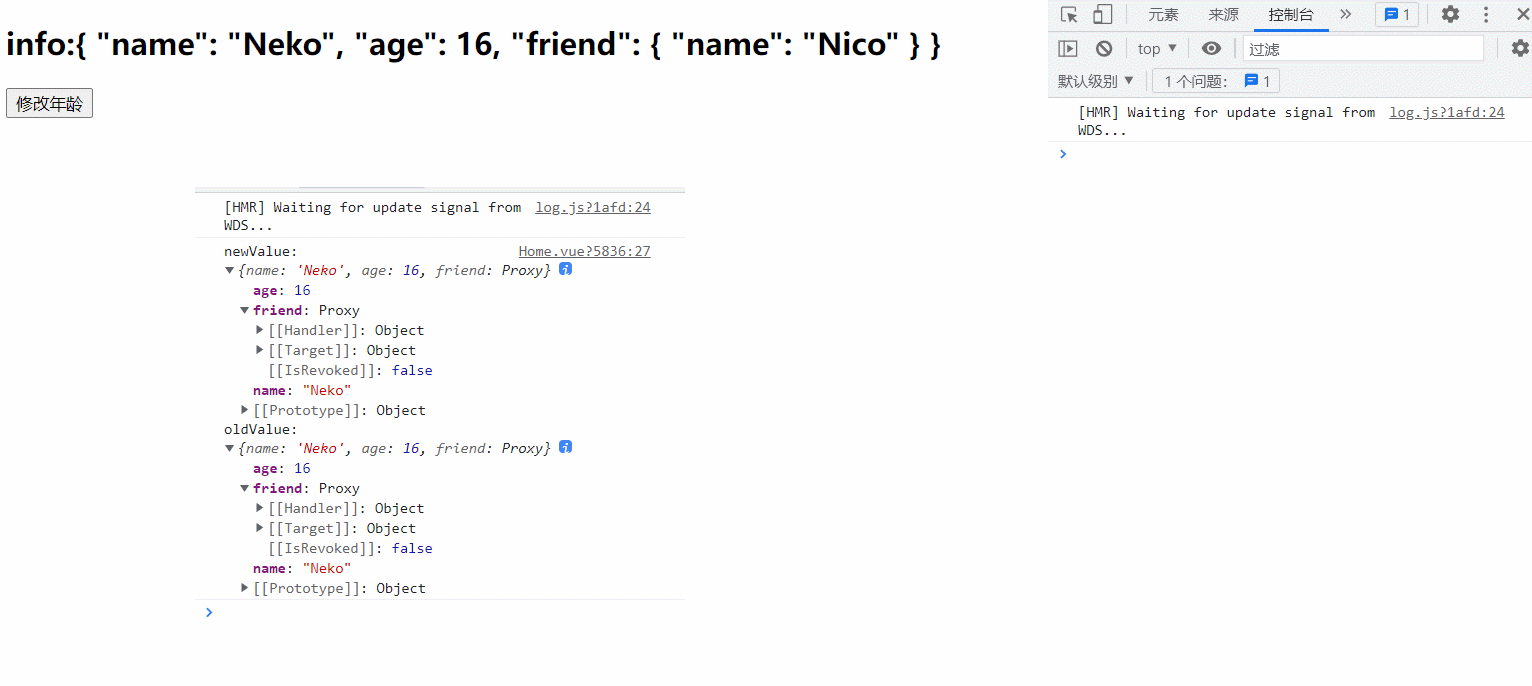 info:{ "name": "Neko", "age": 16, "friend": { "name": "Nico" } }
修改年龄
元素 来源 控制台 1
top ▼ 过滤
默认级别 ▼ 1 个问题: 1
[HMR] Waiting for update signal from log.js?1afd:24
WDS...
[HMR] Waiting for update signal from log.js?1afd:24
WDS...
newValue: Home.vue?5836:27
▼{name: 'Neko', age: 16, friend: Proxy} i
age: 16
▼friend: Proxy
▶[[Handler]]: Object
▶[[Target]]: Object
[[IsRevoked]]: false
name: "Neko"
▶[[Prototype]]: Object
oldValue:
▼{name: 'Neko', age: 16, friend: Proxy} i
age: 16
▼friend: Proxy
▶[[Handler]]: Object
▶[[Target]]: Object
[[IsRevoked]]: false
name: "Neko"
▶[[Prototype]]: Object